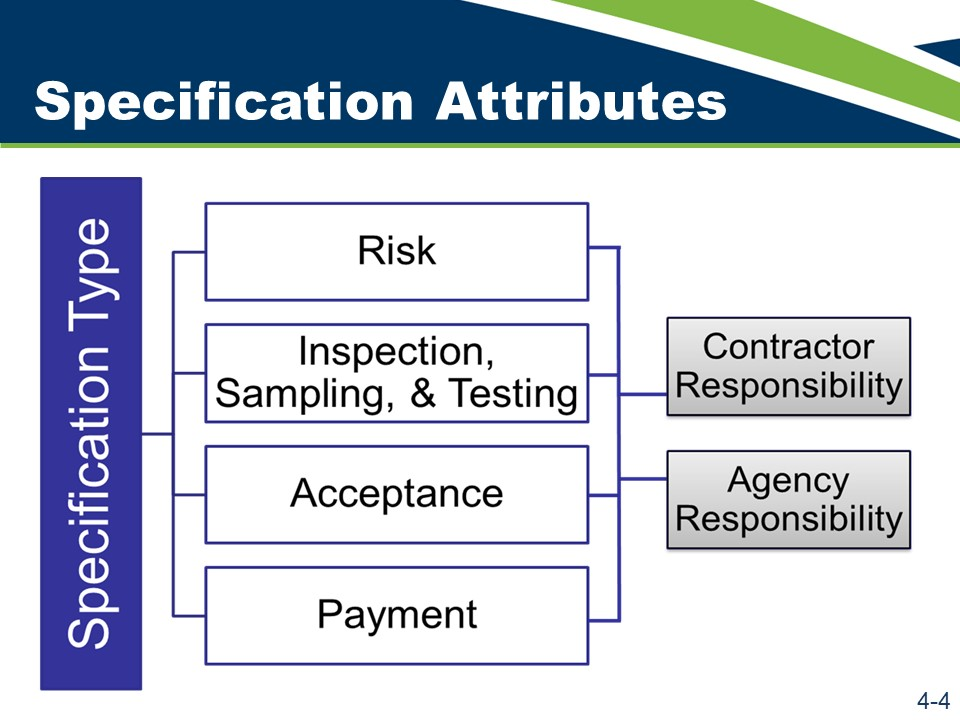 Specification Attributes
Specification Type
Risk
Inspection,
Sampling, & Testing
Acceptance
Payment
Contractor
Responsibility
Agency
Responsibility
4-4